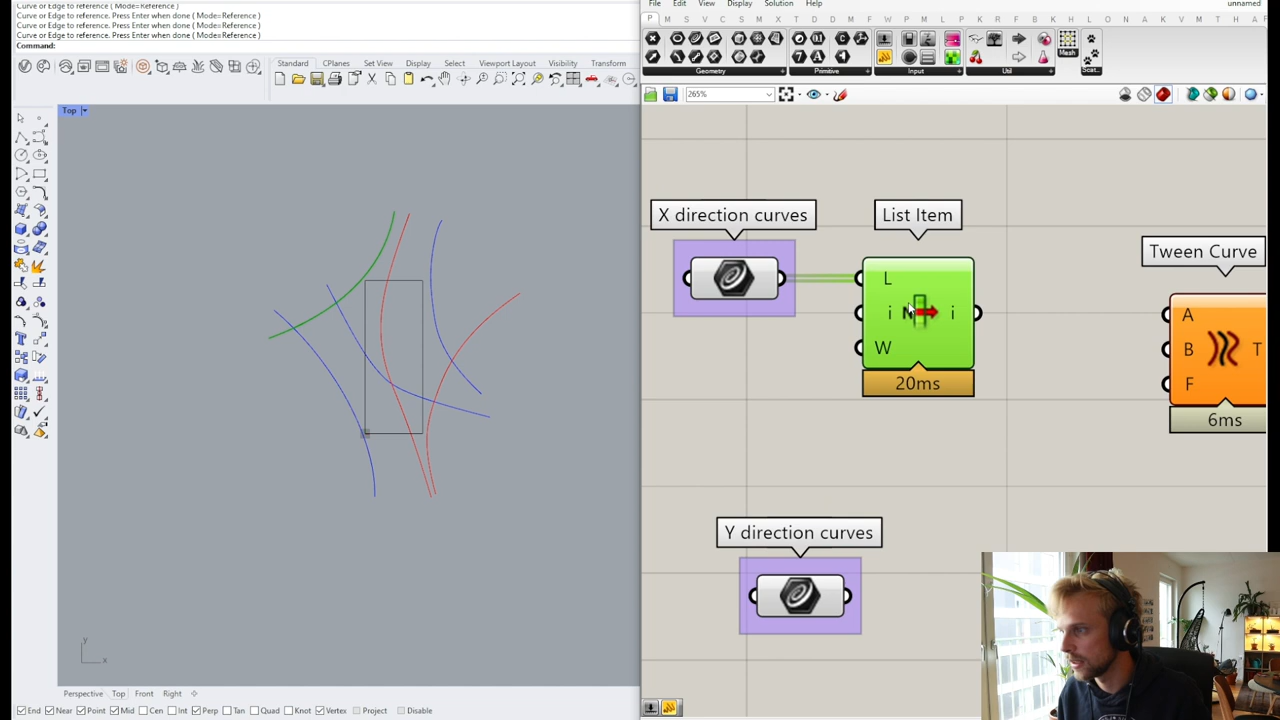 Curve or Edge to reference ( Mode=Reference )
Curve or Edge to reference. Press Enter when done ( Mode=Reference )
Curve or Edge to reference. Press Enter when done ( Mode=Reference )
Curve or Edge to reference. Press Enter when done ( Mode=Reference )
Command:
Standard CPlanes Set View Display Select Viewport Layout Visibility Transform
Top
y
x
Perspective Top Front Right
End Near Point Mid Cen Int Perp Tan Quad Knot Vertex Project Disable
File Edit View Display Solution Help unnamed
P M S V C S M I T D R W P M L P K U N E F L O N E S M T H A
Geometry Primitive Input Util Mesh Scat..
265%
X direction curves
List Item
L
i i
W
20ms
Tween Curve
A
B T
F
6ms
Y direction curves